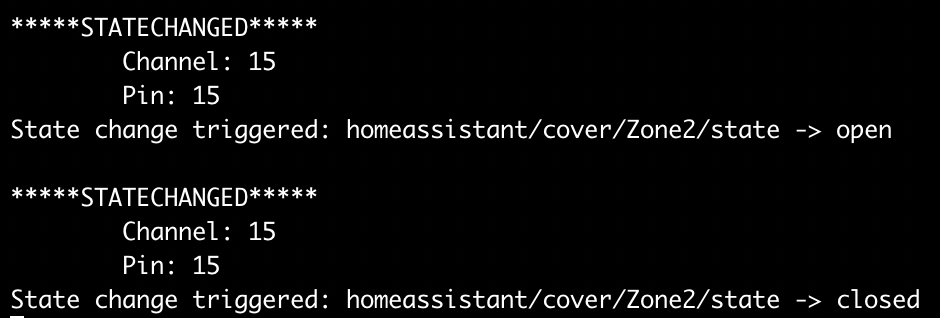 *****STATECHANGED*****
Channel: 15
Pin: 15
State change triggered: homeassistant/cover/Zone2/state -> open
*****STATECHANGED*****
Channel: 15
Pin: 15
State change triggered: homeassistant/cover/Zone2/state -> closed